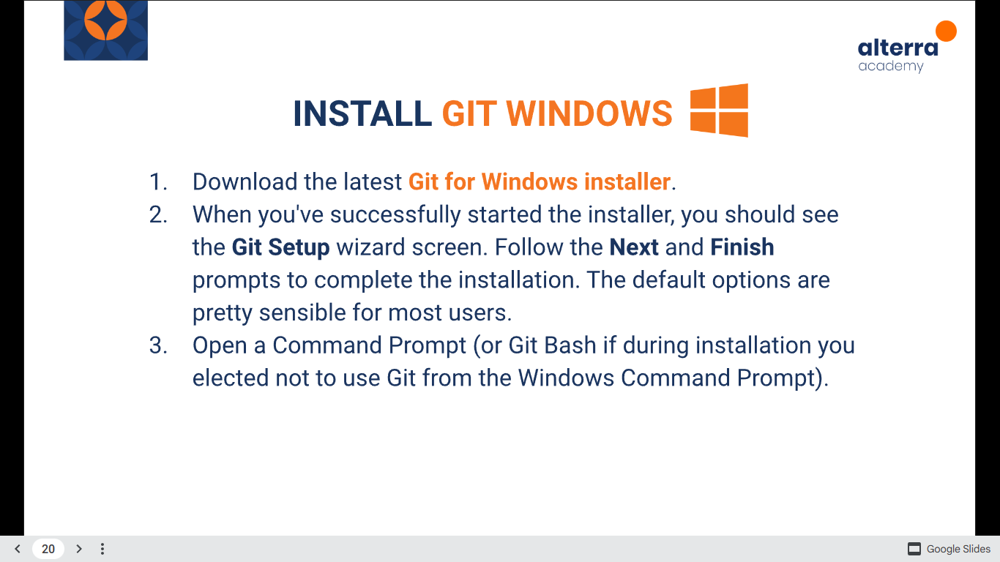 alterra
academy
INSTALL GIT WINDOWS
1. Download the latest Git for Windows installer.
2. When you've successfully started the installer, you should see
the Git Setup wizard screen. Follow the Next and Finish
prompts to complete the installation. The default options are
pretty sensible for most users.
3. Open a Command Prompt (or Git Bash if during installation you
elected not to use Git from the Windows Command Prompt).
20
Google Slides